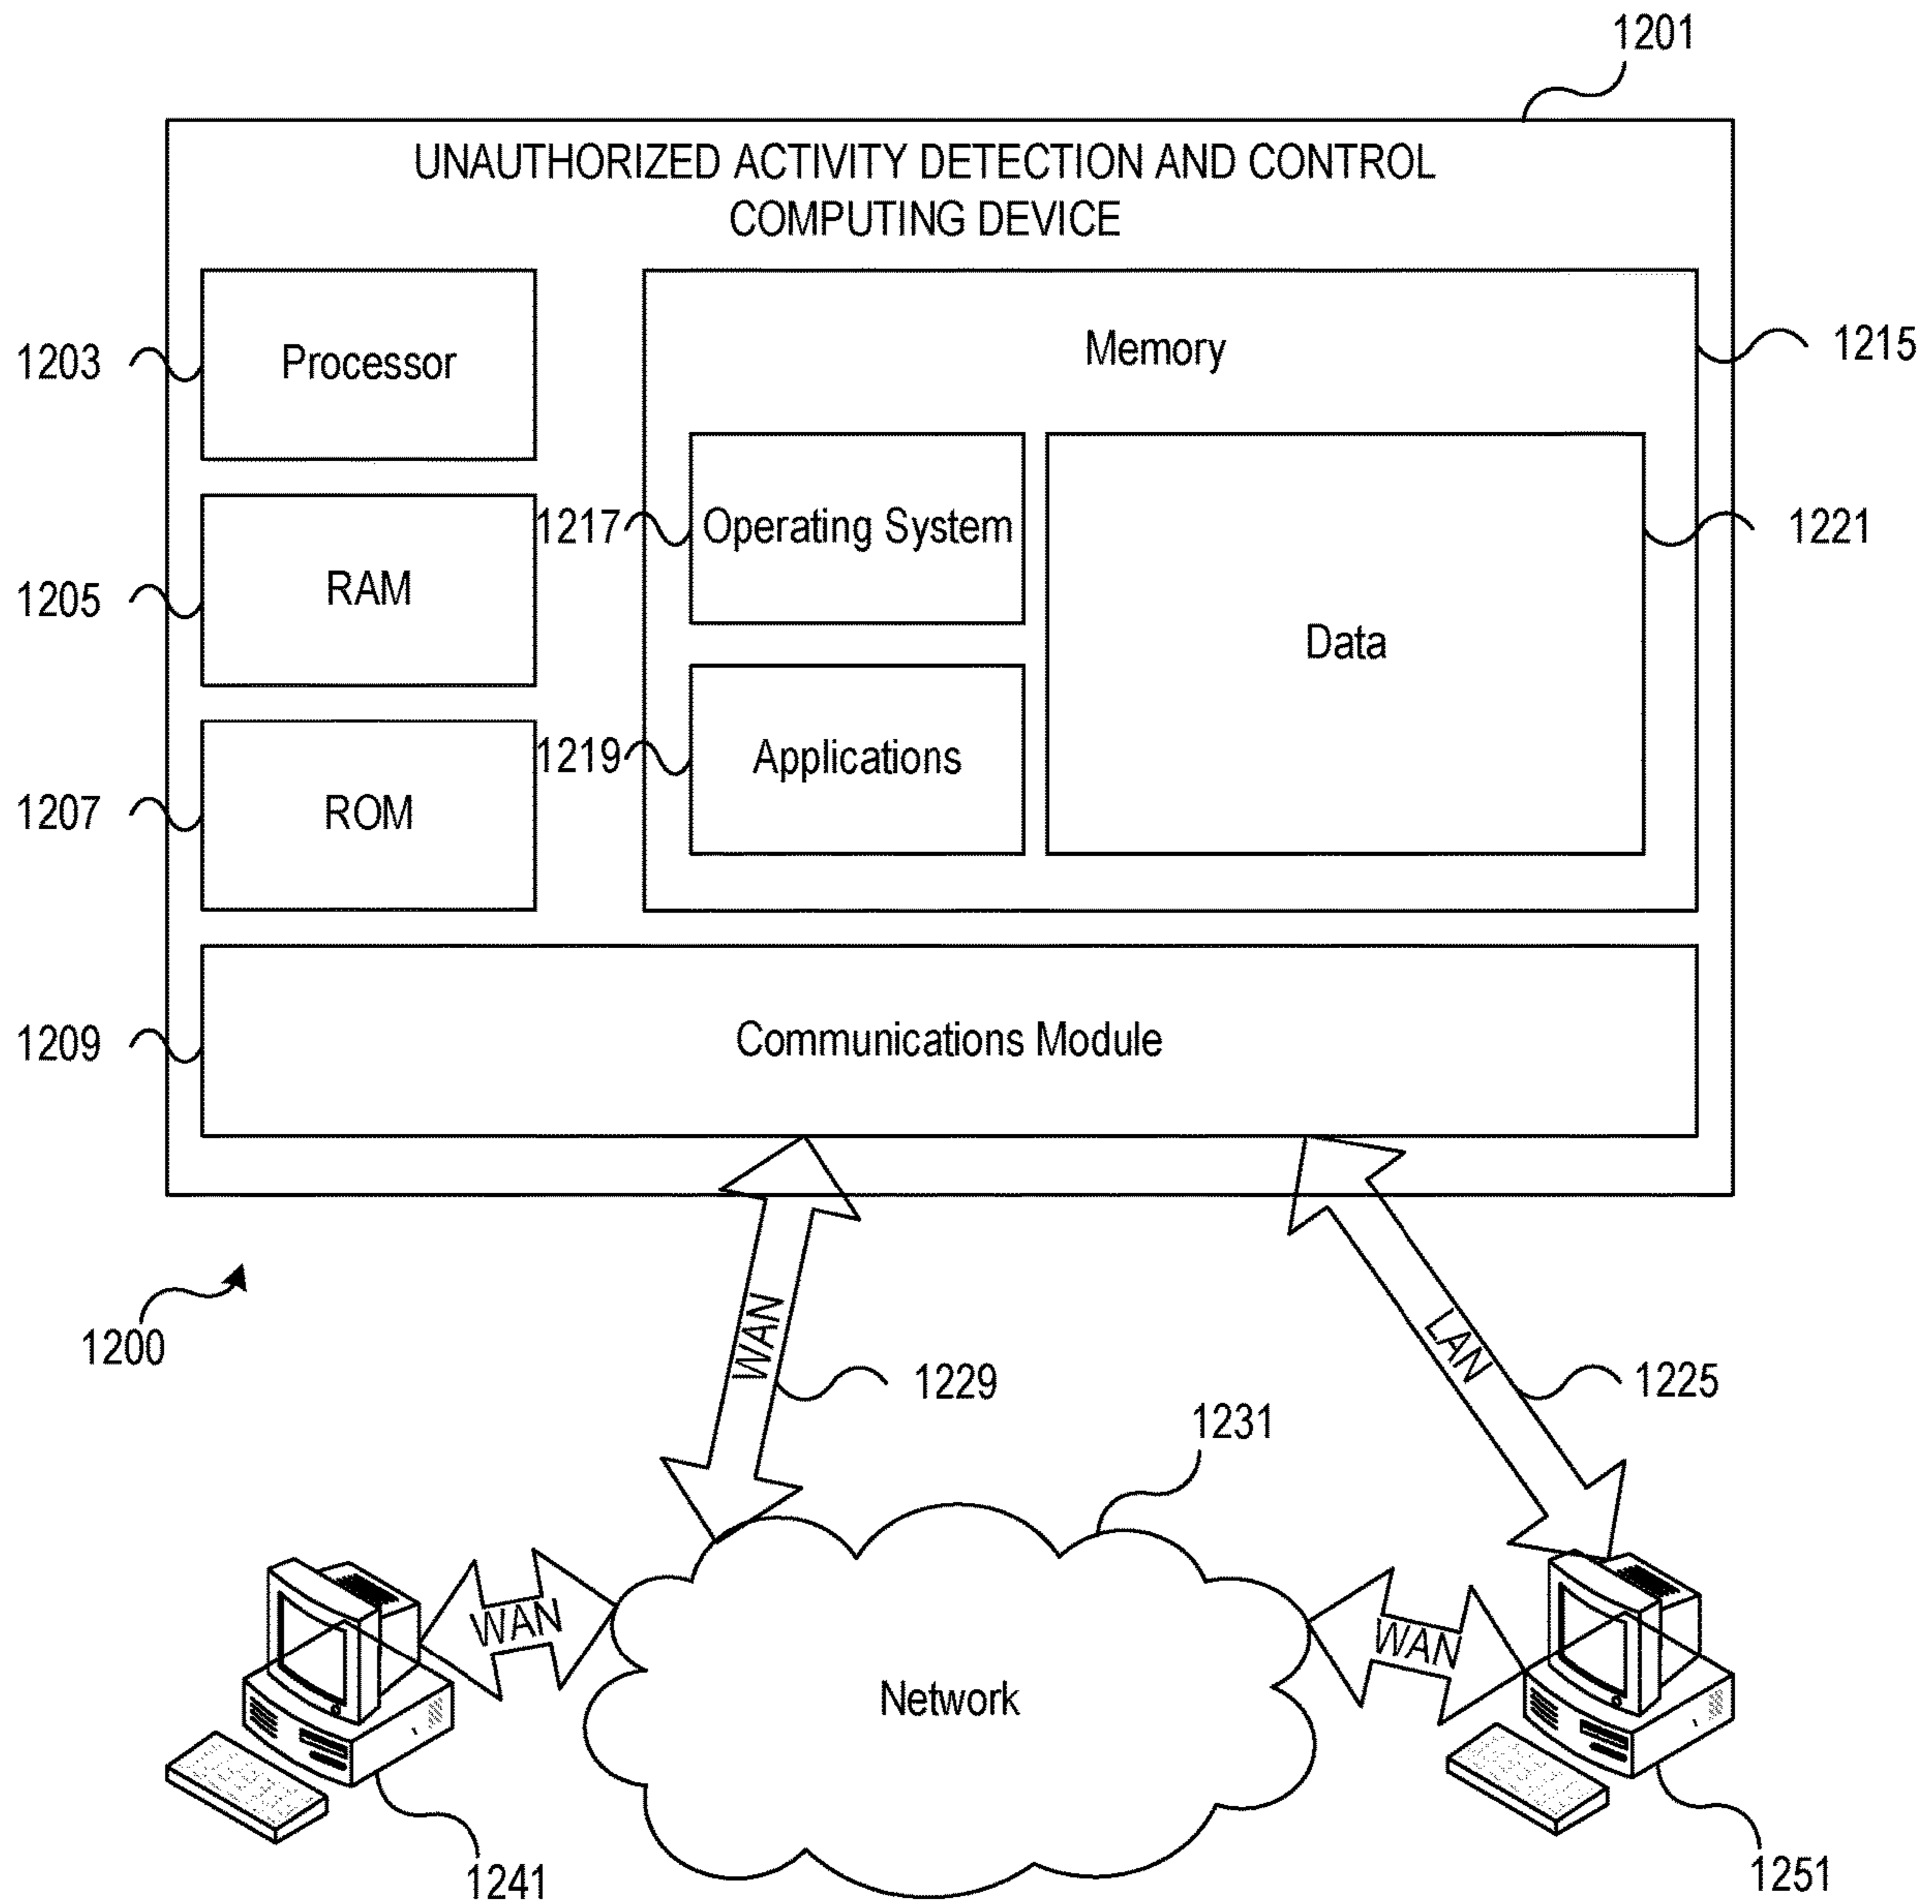 1201
UNAUTHORIZED ACTIVITY DETECTION AND CONTROL
COMPUTING DEVICE
1203
Processor
Memory
1215
1217
Operating System
1221
1205
RAM
Data
1219
Applications
1207
ROM
1209
Communications Module
1200
WAN
1229
LAN
1225
1231
WAN
WAN
Network
1241
1251